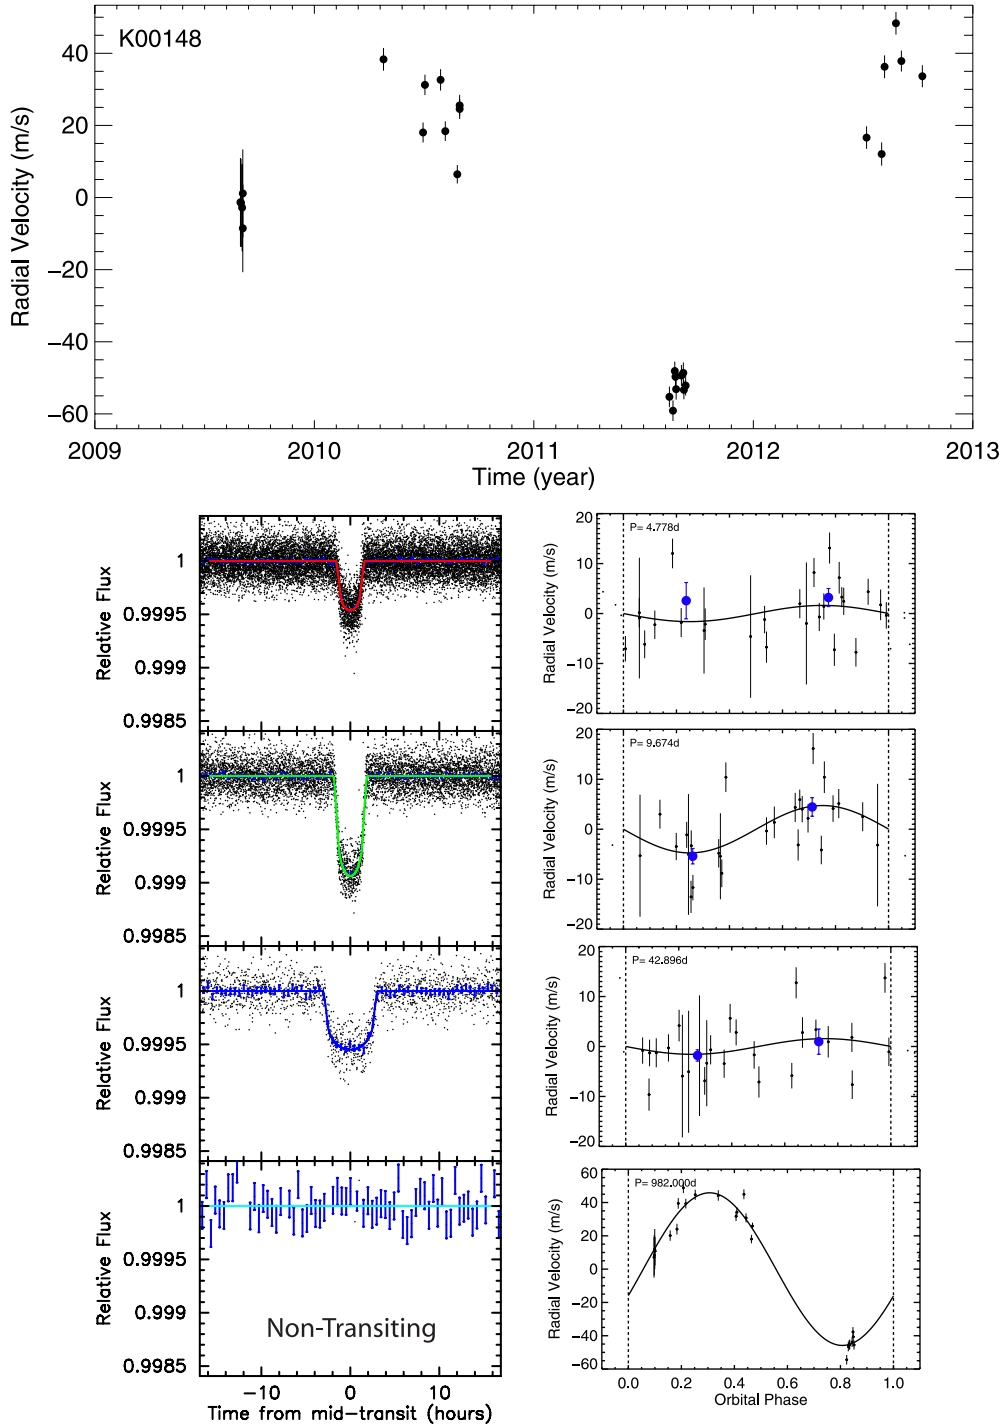 K00148
Radial Velocity (m/s)
40
20
0
−20
−40
−60
2009 2010 2011 2012 2013
Time (year)
Relative Flux
1
0.9995
0.999
0.9985
P= 4.778d
Radial Velocity (m/s)
20
10
0
−10
−20
Relative Flux
1
0.9995
0.999
0.9985
P= 9.674d
Radial Velocity (m/s)
20
10
0
−10
−20
Relative Flux
1
0.9995
0.999
0.9985
P= 42.896d
Radial Velocity (m/s)
20
10
0
−10
−20
Relative Flux
1
0.9995
0.999
0.9985
Non-Transiting
−10 0 10
Time from mid-transit (hours)
P= 982.000d
Radial Velocity (m/s)
60
40
20
0
−20
−40
−60
0.0 0.2 0.4 0.6 0.8 1.0
Orbital Phase